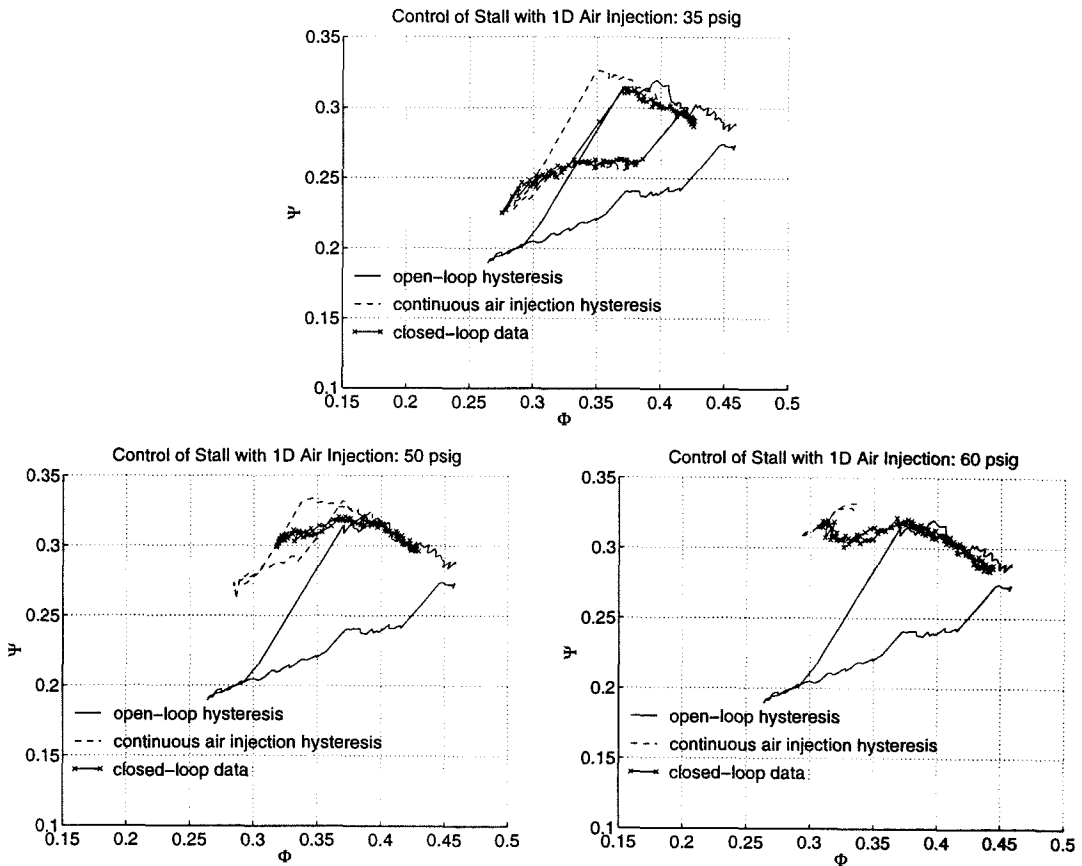 Control of Stall with 1D Air Injection: 35 psig
0.35
0.3
0.25
Ψ
0.2
0.15
0.1
open-loop hysteresis
continuous air injection hysteresis
closed-loop data
0.15 0.2 0.25 0.3 0.35 0.4 0.45 0.5
Φ
Control of Stall with 1D Air Injection: 50 psig
0.35
0.3
0.25
Ψ
0.2
0.15
0.1
open-loop hysteresis
continuous air injection hysteresis
closed-loop data
0.15 0.2 0.25 0.3 0.35 0.4 0.45 0.5
Φ
Control of Stall with 1D Air Injection: 60 psig
0.35
0.3
0.25
Ψ
0.2
0.15
0.1
open-loop hysteresis
continuous air injection hysteresis
closed-loop data
0.15 0.2 0.25 0.3 0.35 0.4 0.45 0.5
Φ